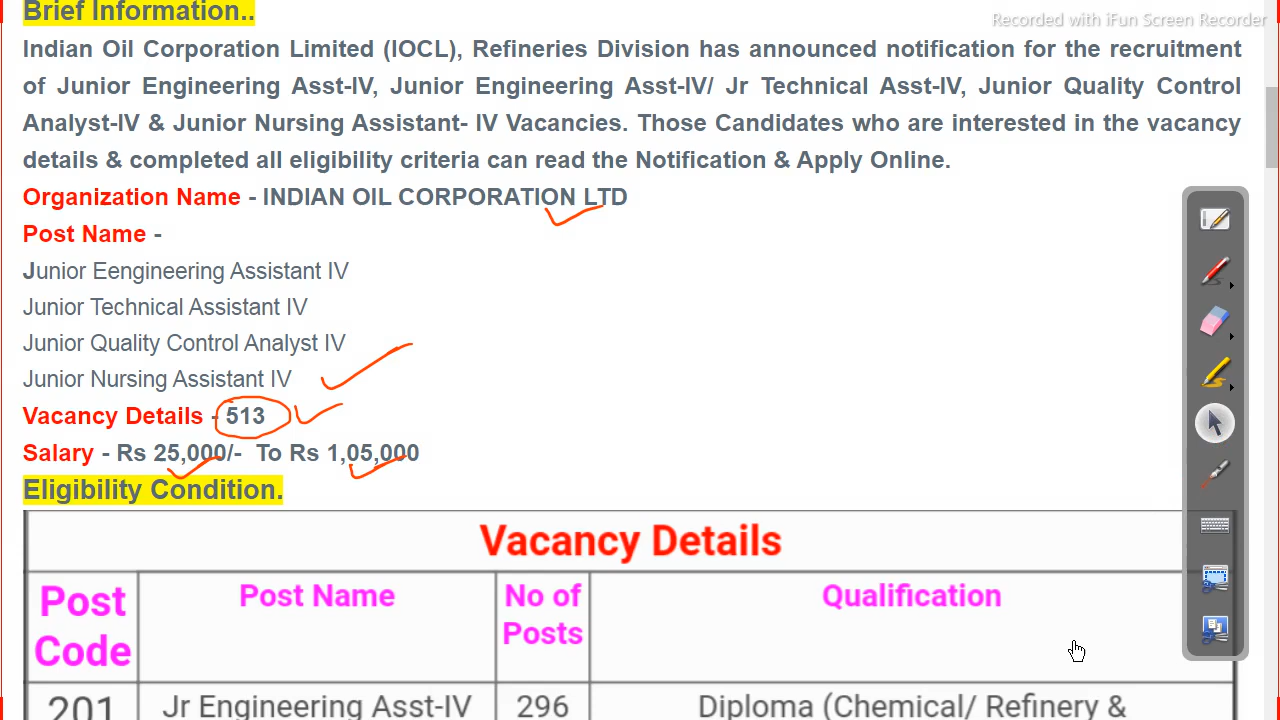 Brief Information..
Recorded with iFun Screen Recorder
Indian Oil Corporation Limited (IOCL), Refineries Division has announced notification for the recruitment
of Junior Engineering Asst-IV, Junior Engineering Asst-IV/ Jr Technical Asst-IV, Junior Quality Control
Analyst-IV & Junior Nursing Assistant- IV Vacancies. Those Candidates who are interested in the vacancy
details & completed all eligibility criteria can read the Notification & Apply Online.
Organization Name - INDIAN OIL CORPORATION LTD
Post Name -
Junior Eengineering Assistant IV
Junior Technical Assistant IV
Junior Quality Control Analyst IV
Junior Nursing Assistant IV
Vacancy Details - 513
Salary - Rs 25,000/- To Rs 1,05,000
Eligibility Condition.
Vacancy Details
Post Code
Post Name
No of Posts
Qualification
201 Jr Engineering Asst-IV 296 Diploma (Chemical/ Refinery &